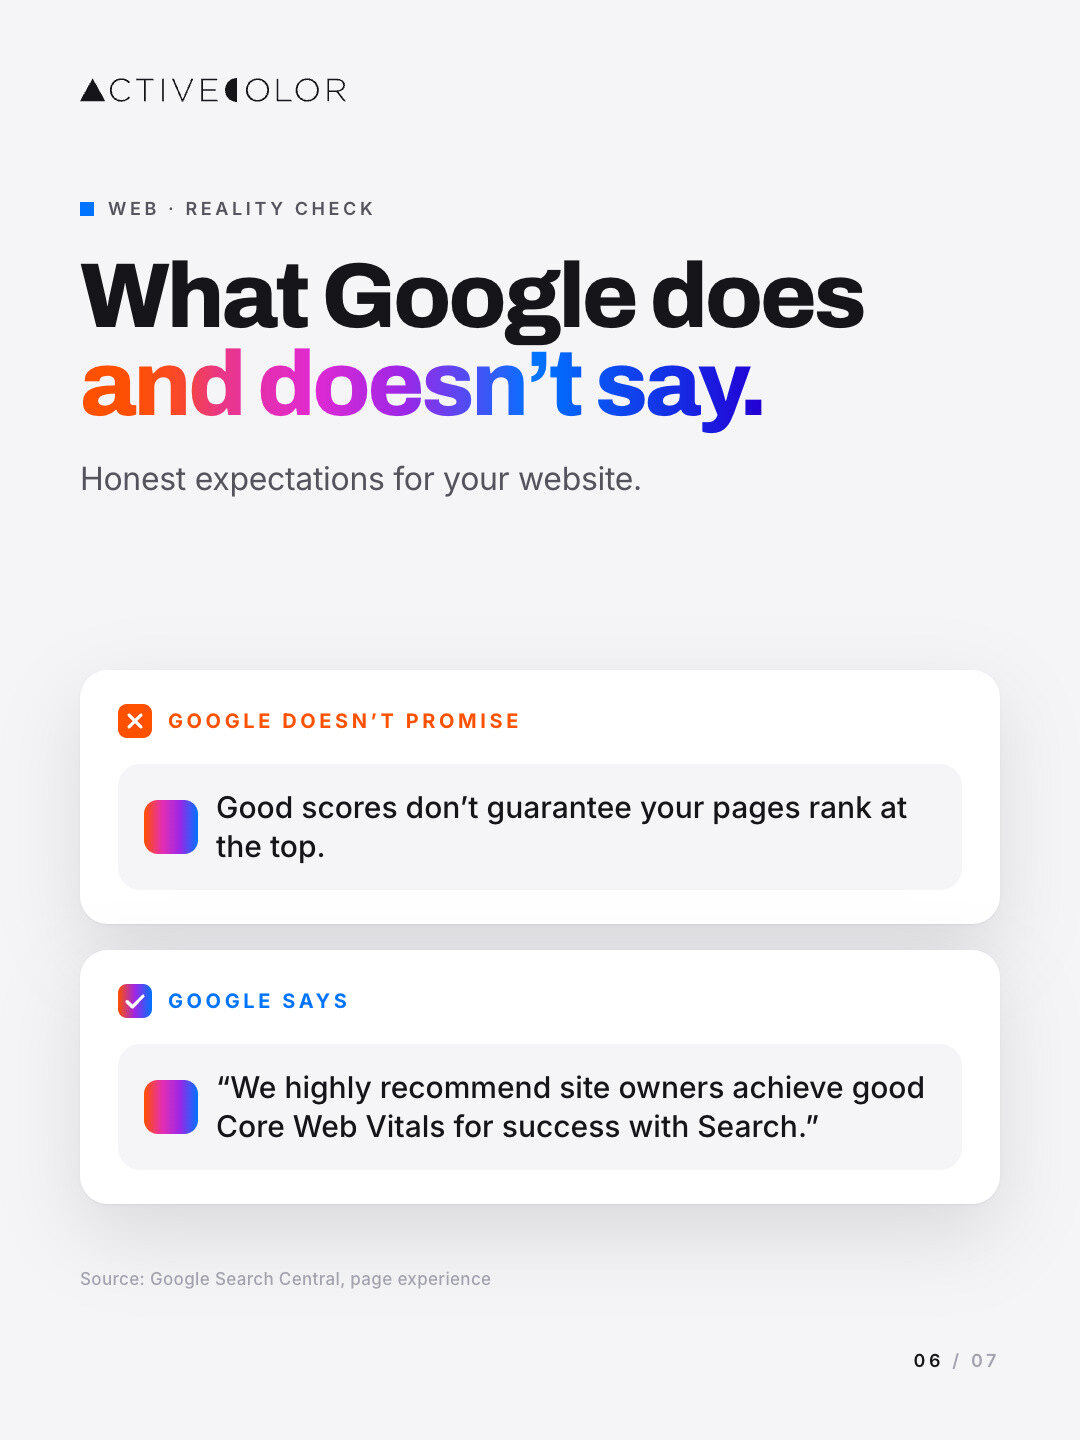 ACTIVECOLOR
WEB · REALITY CHECK
What Google does
and doesn’t say.
Honest expectations for your website.
GOOGLE DOESN’T PROMISE
Good scores don’t guarantee your pages rank at
the top.
GOOGLE SAYS
“We highly recommend site owners achieve good
Core Web Vitals for success with Search.”
Source: Google Search Central, page experience
06 / 07